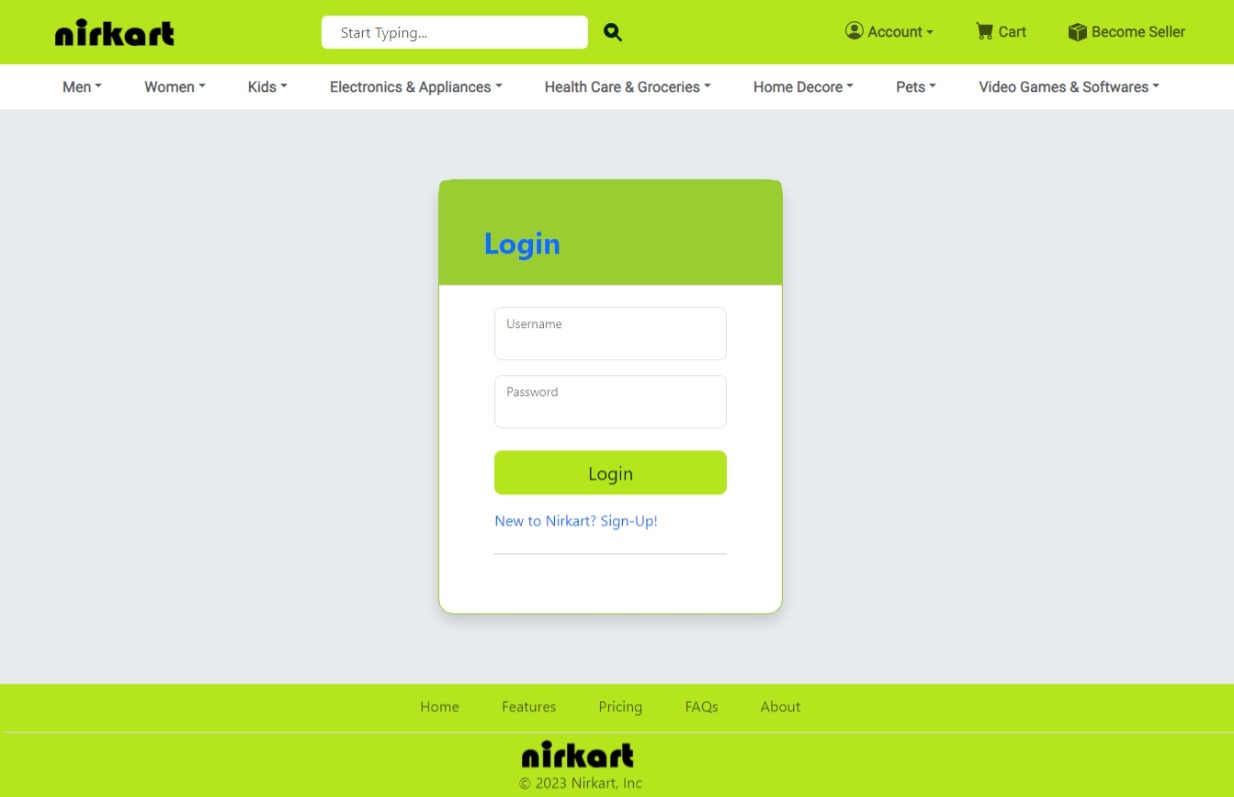 nirkart Start Typing... Account Cart Become Seller
Men Women Kids Electronics & Appliances Health Care & Groceries Home Decore Pets Video Games & Softwares
Login
Username
Password
Login
New to Nirkart? Sign-Up!
Home Features Pricing FAQs About
nirkart
© 2023 Nirkart, Inc